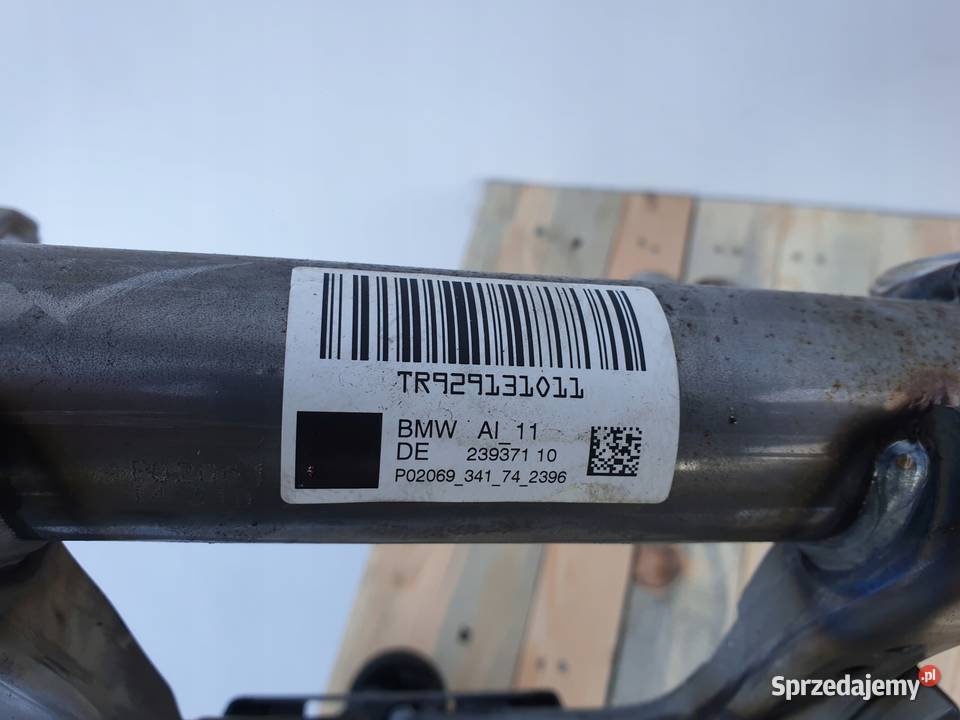 TR929131011
BMW AI_11
DE 239371 10
P02069_341_74_2396
Sprzedajemy.pl